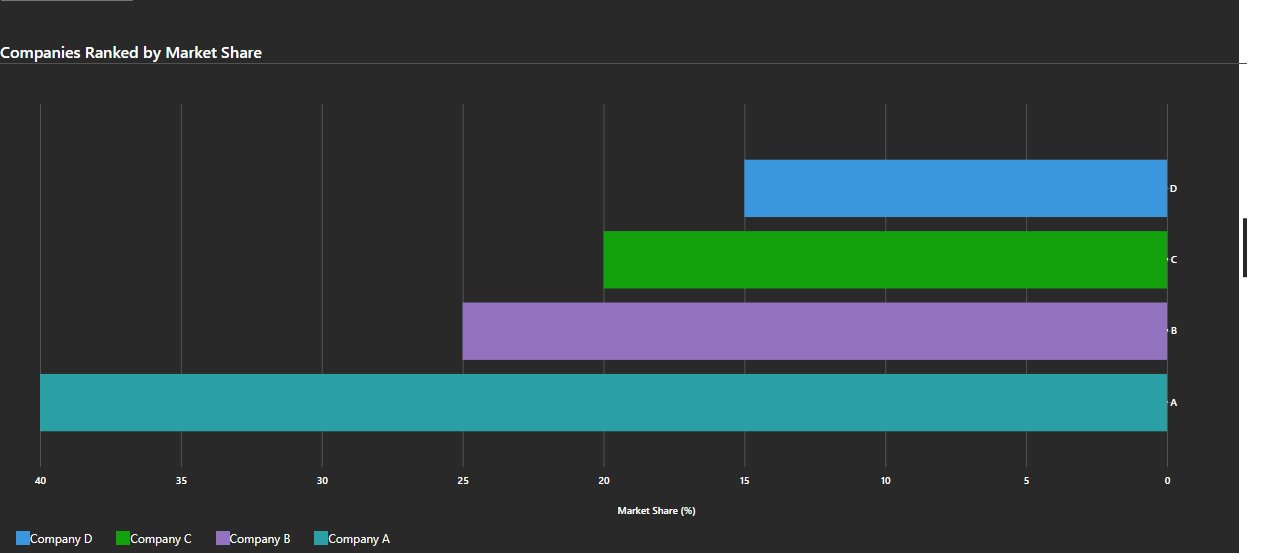 Companies Ranked by Market Share
D
C
B
A
40 35 30 25 20 15 10 5 0
Market Share (%)
Company D Company C Company B Company A